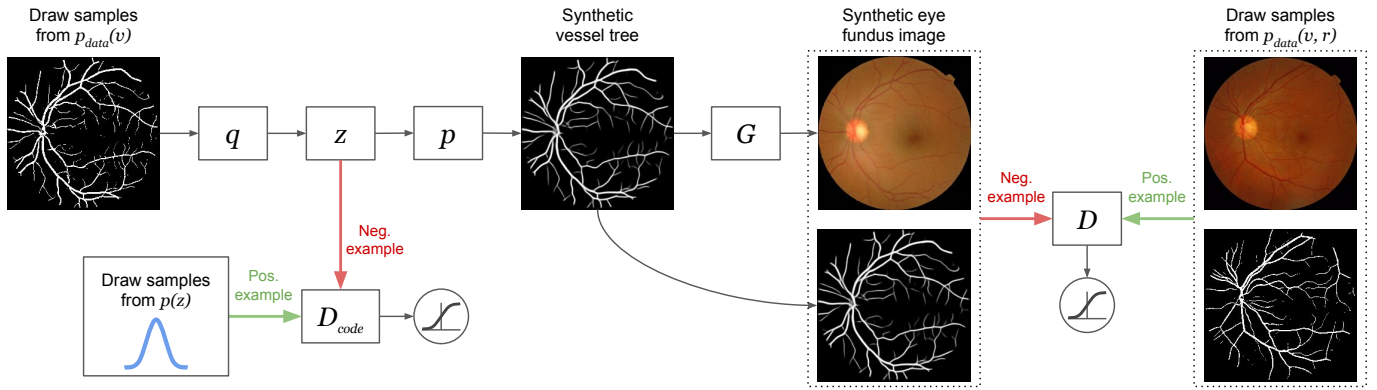 Draw samples
from p_data(v)
q
z
p
Synthetic
vessel tree
G
Synthetic eye
fundus image
Draw samples
from p_data(v, r)
Neg.
example
D
Pos.
example
Neg.
example
Draw samples
from p(z)
Pos.
example
D_code